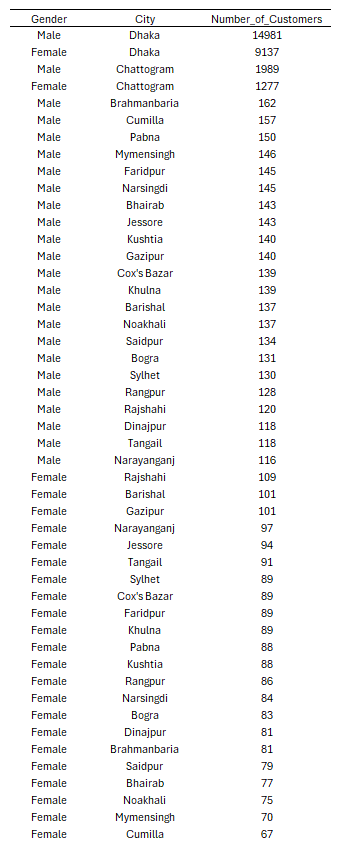 Gender City Number_of_Customers
Male Dhaka 14981
Female Dhaka 9137
Male Chattogram 1989
Female Chattogram 1277
Male Brahmanbaria 162
Male Cumilla 157
Male Pabna 150
Male Mymensingh 146
Male Faridpur 145
Male Narsingdi 145
Male Bhairab 143
Male Jessore 143
Male Kushtia 140
Male Gazipur 140
Male Cox's Bazar 139
Male Khulna 139
Male Barishal 137
Male Noakhali 137
Male Saidpur 134
Male Bogra 131
Male Sylhet 130
Male Rangpur 128
Male Rajshahi 120
Male Dinajpur 118
Male Tangail 118
Male Narayanganj 116
Female Rajshahi 109
Female Barishal 101
Female Gazipur 101
Female Narayanganj 97
Female Jessore 94
Female Tangail 91
Female Sylhet 89
Female Cox's Bazar 89
Female Faridpur 89
Female Khulna 89
Female Pabna 88
Female Kushtia 88
Female Rangpur 86
Female Narsingdi 84
Female Bogra 83
Female Dinajpur 81
Female Brahmanbaria 81
Female Saidpur 79
Female Bhairab 77
Female Noakhali 75
Female Mymensingh 70
Female Cumilla 67